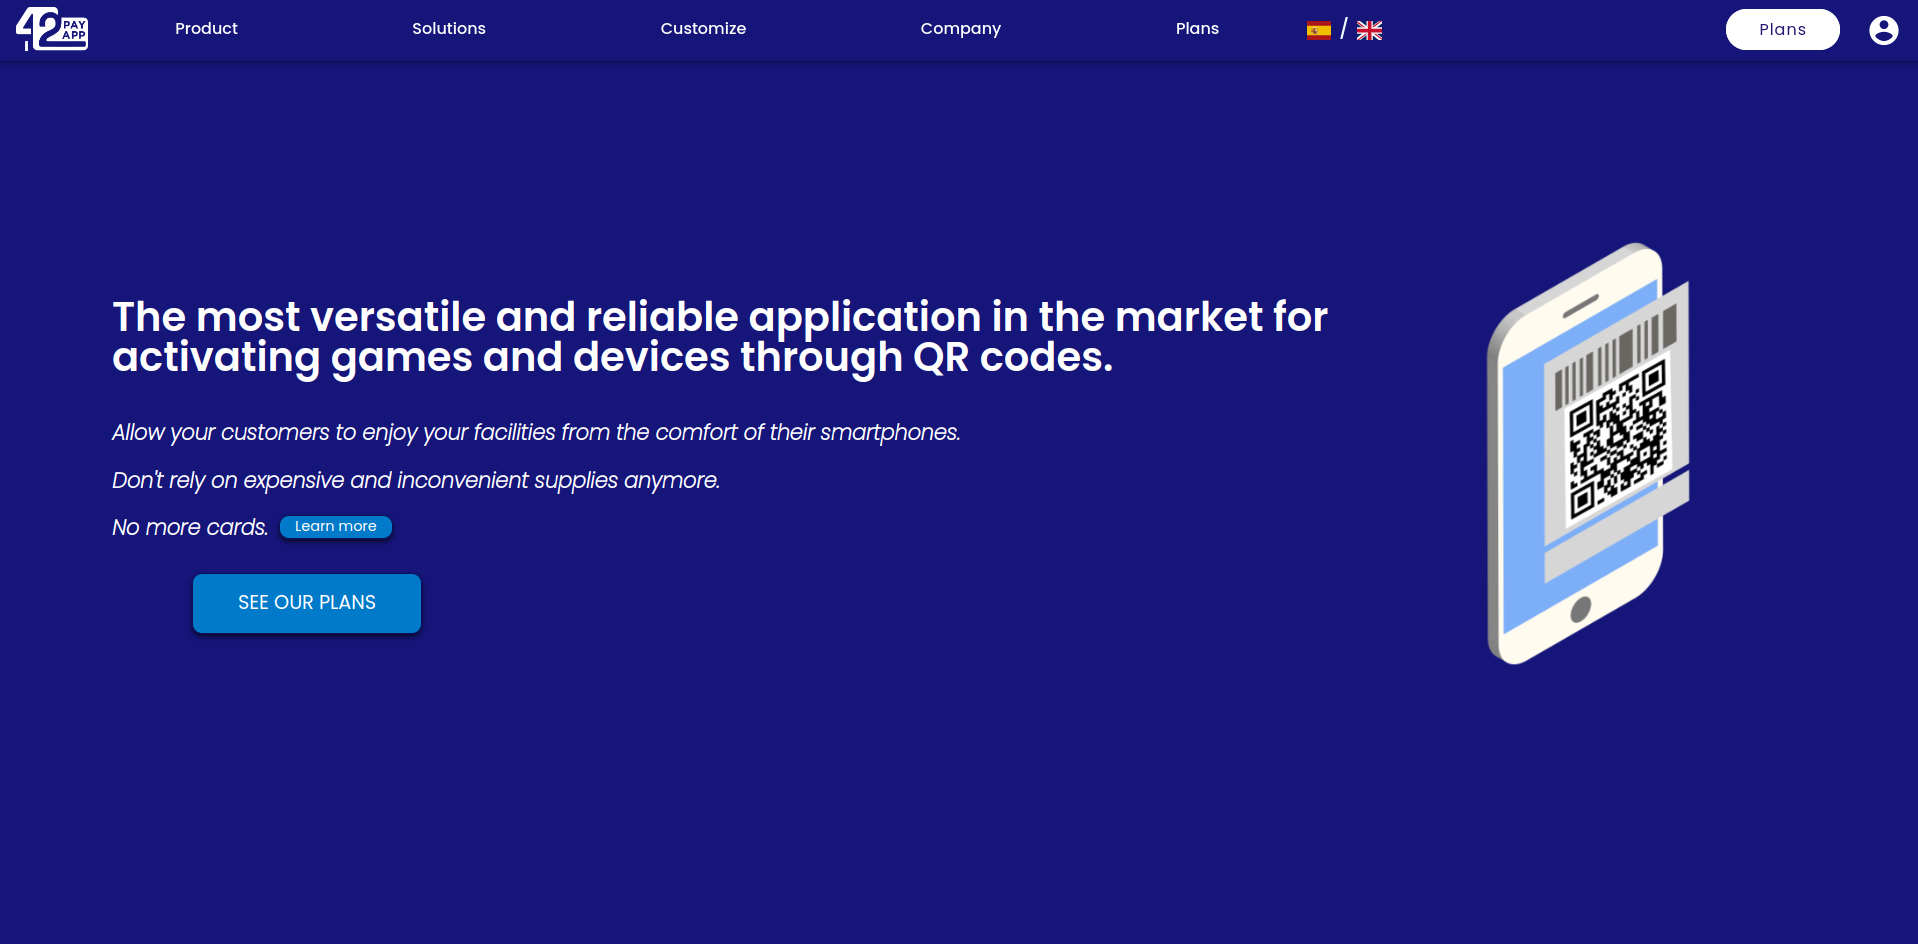 42 PAY APP
Product
Solutions
Customize
Company
Plans
/
Plans
The most versatile and reliable application in the market for
activating games and devices through QR codes.
Allow your customers to enjoy your facilities from the comfort of their smartphones.
Don't rely on expensive and inconvenient supplies anymore.
No more cards.
Learn more
SEE OUR PLANS